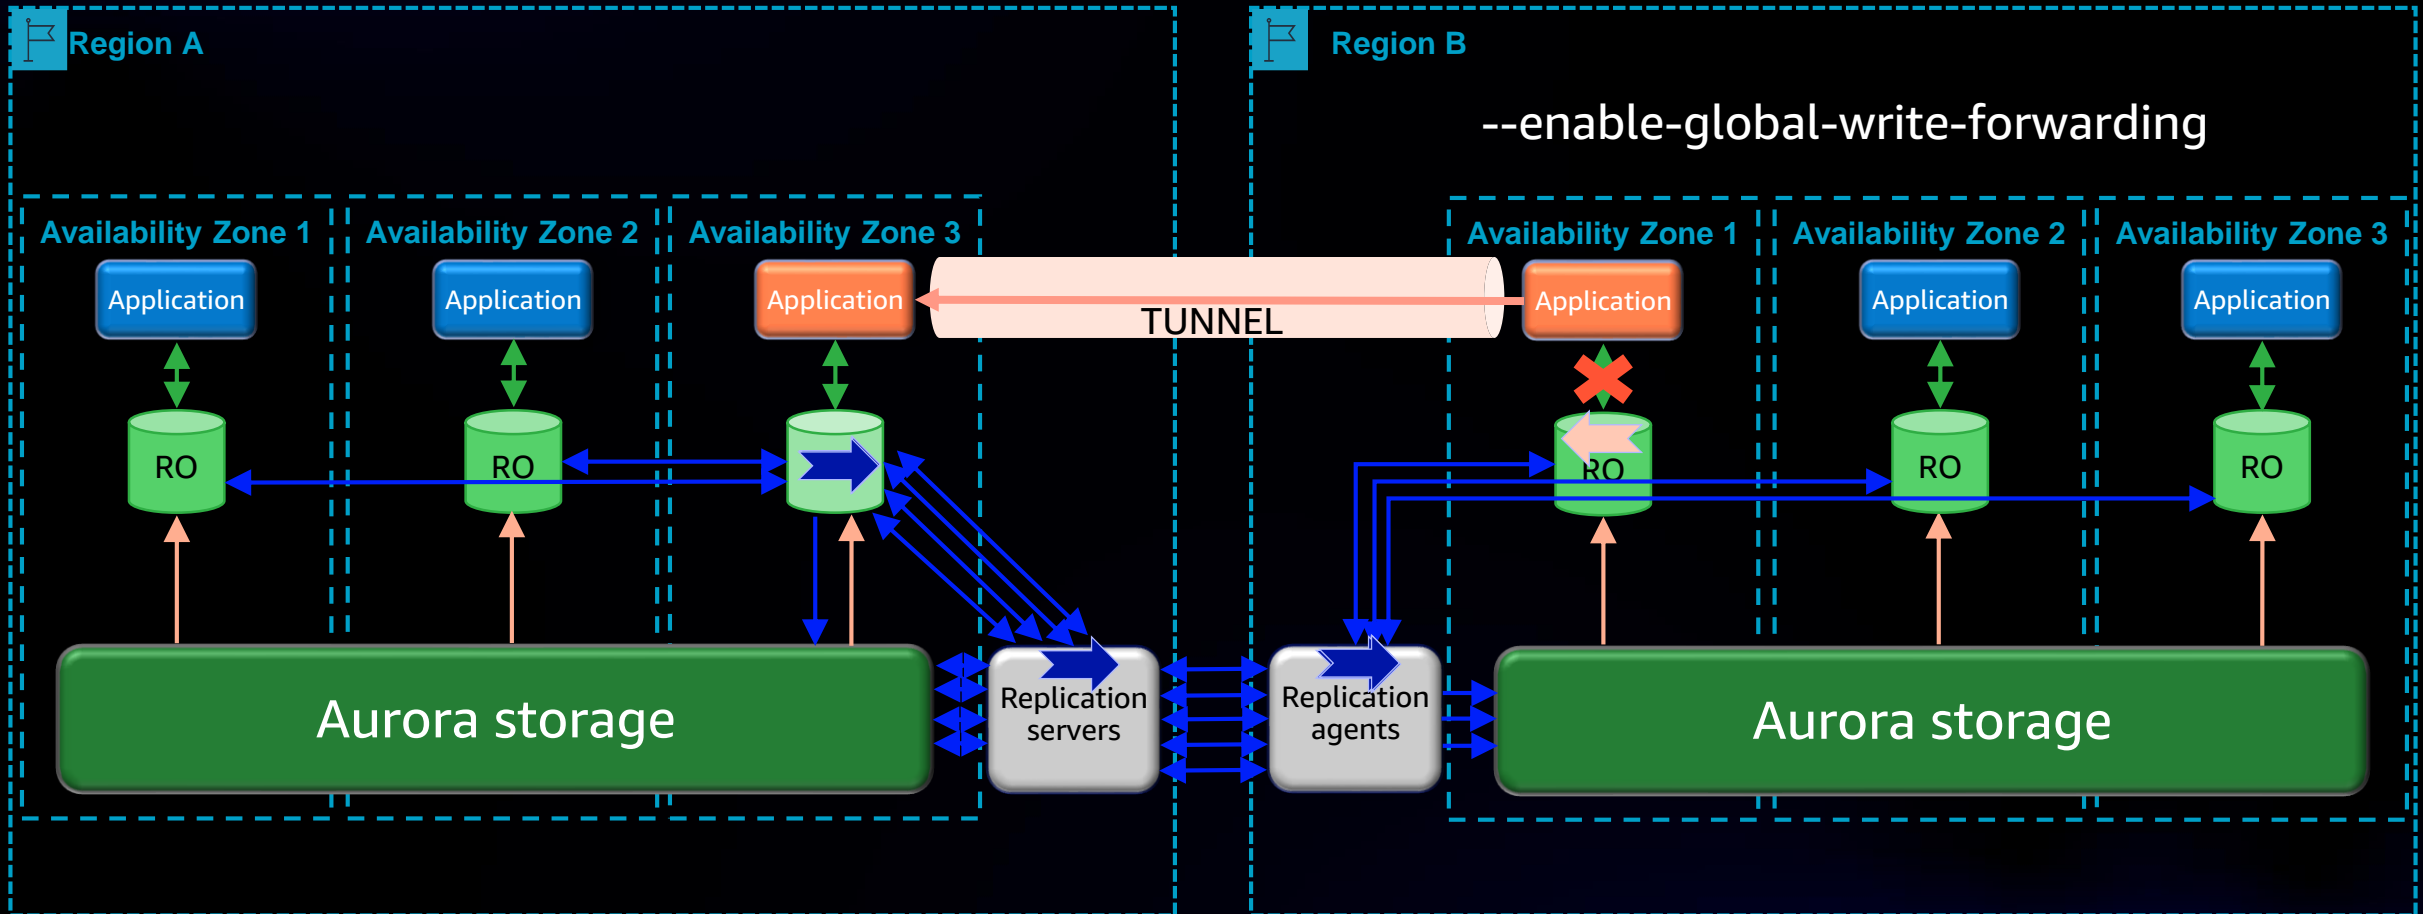 Region A
Region B
--enable-global-write-forwarding
Availability Zone 1
Availability Zone 2
Availability Zone 3
Availability Zone 1
Availability Zone 2
Availability Zone 3
Application
Application
Application
TUNNEL
Application
Application
Application
RO
RO
RO
RO
RO
Aurora storage
Replication
servers
Replication
agents
Aurora storage